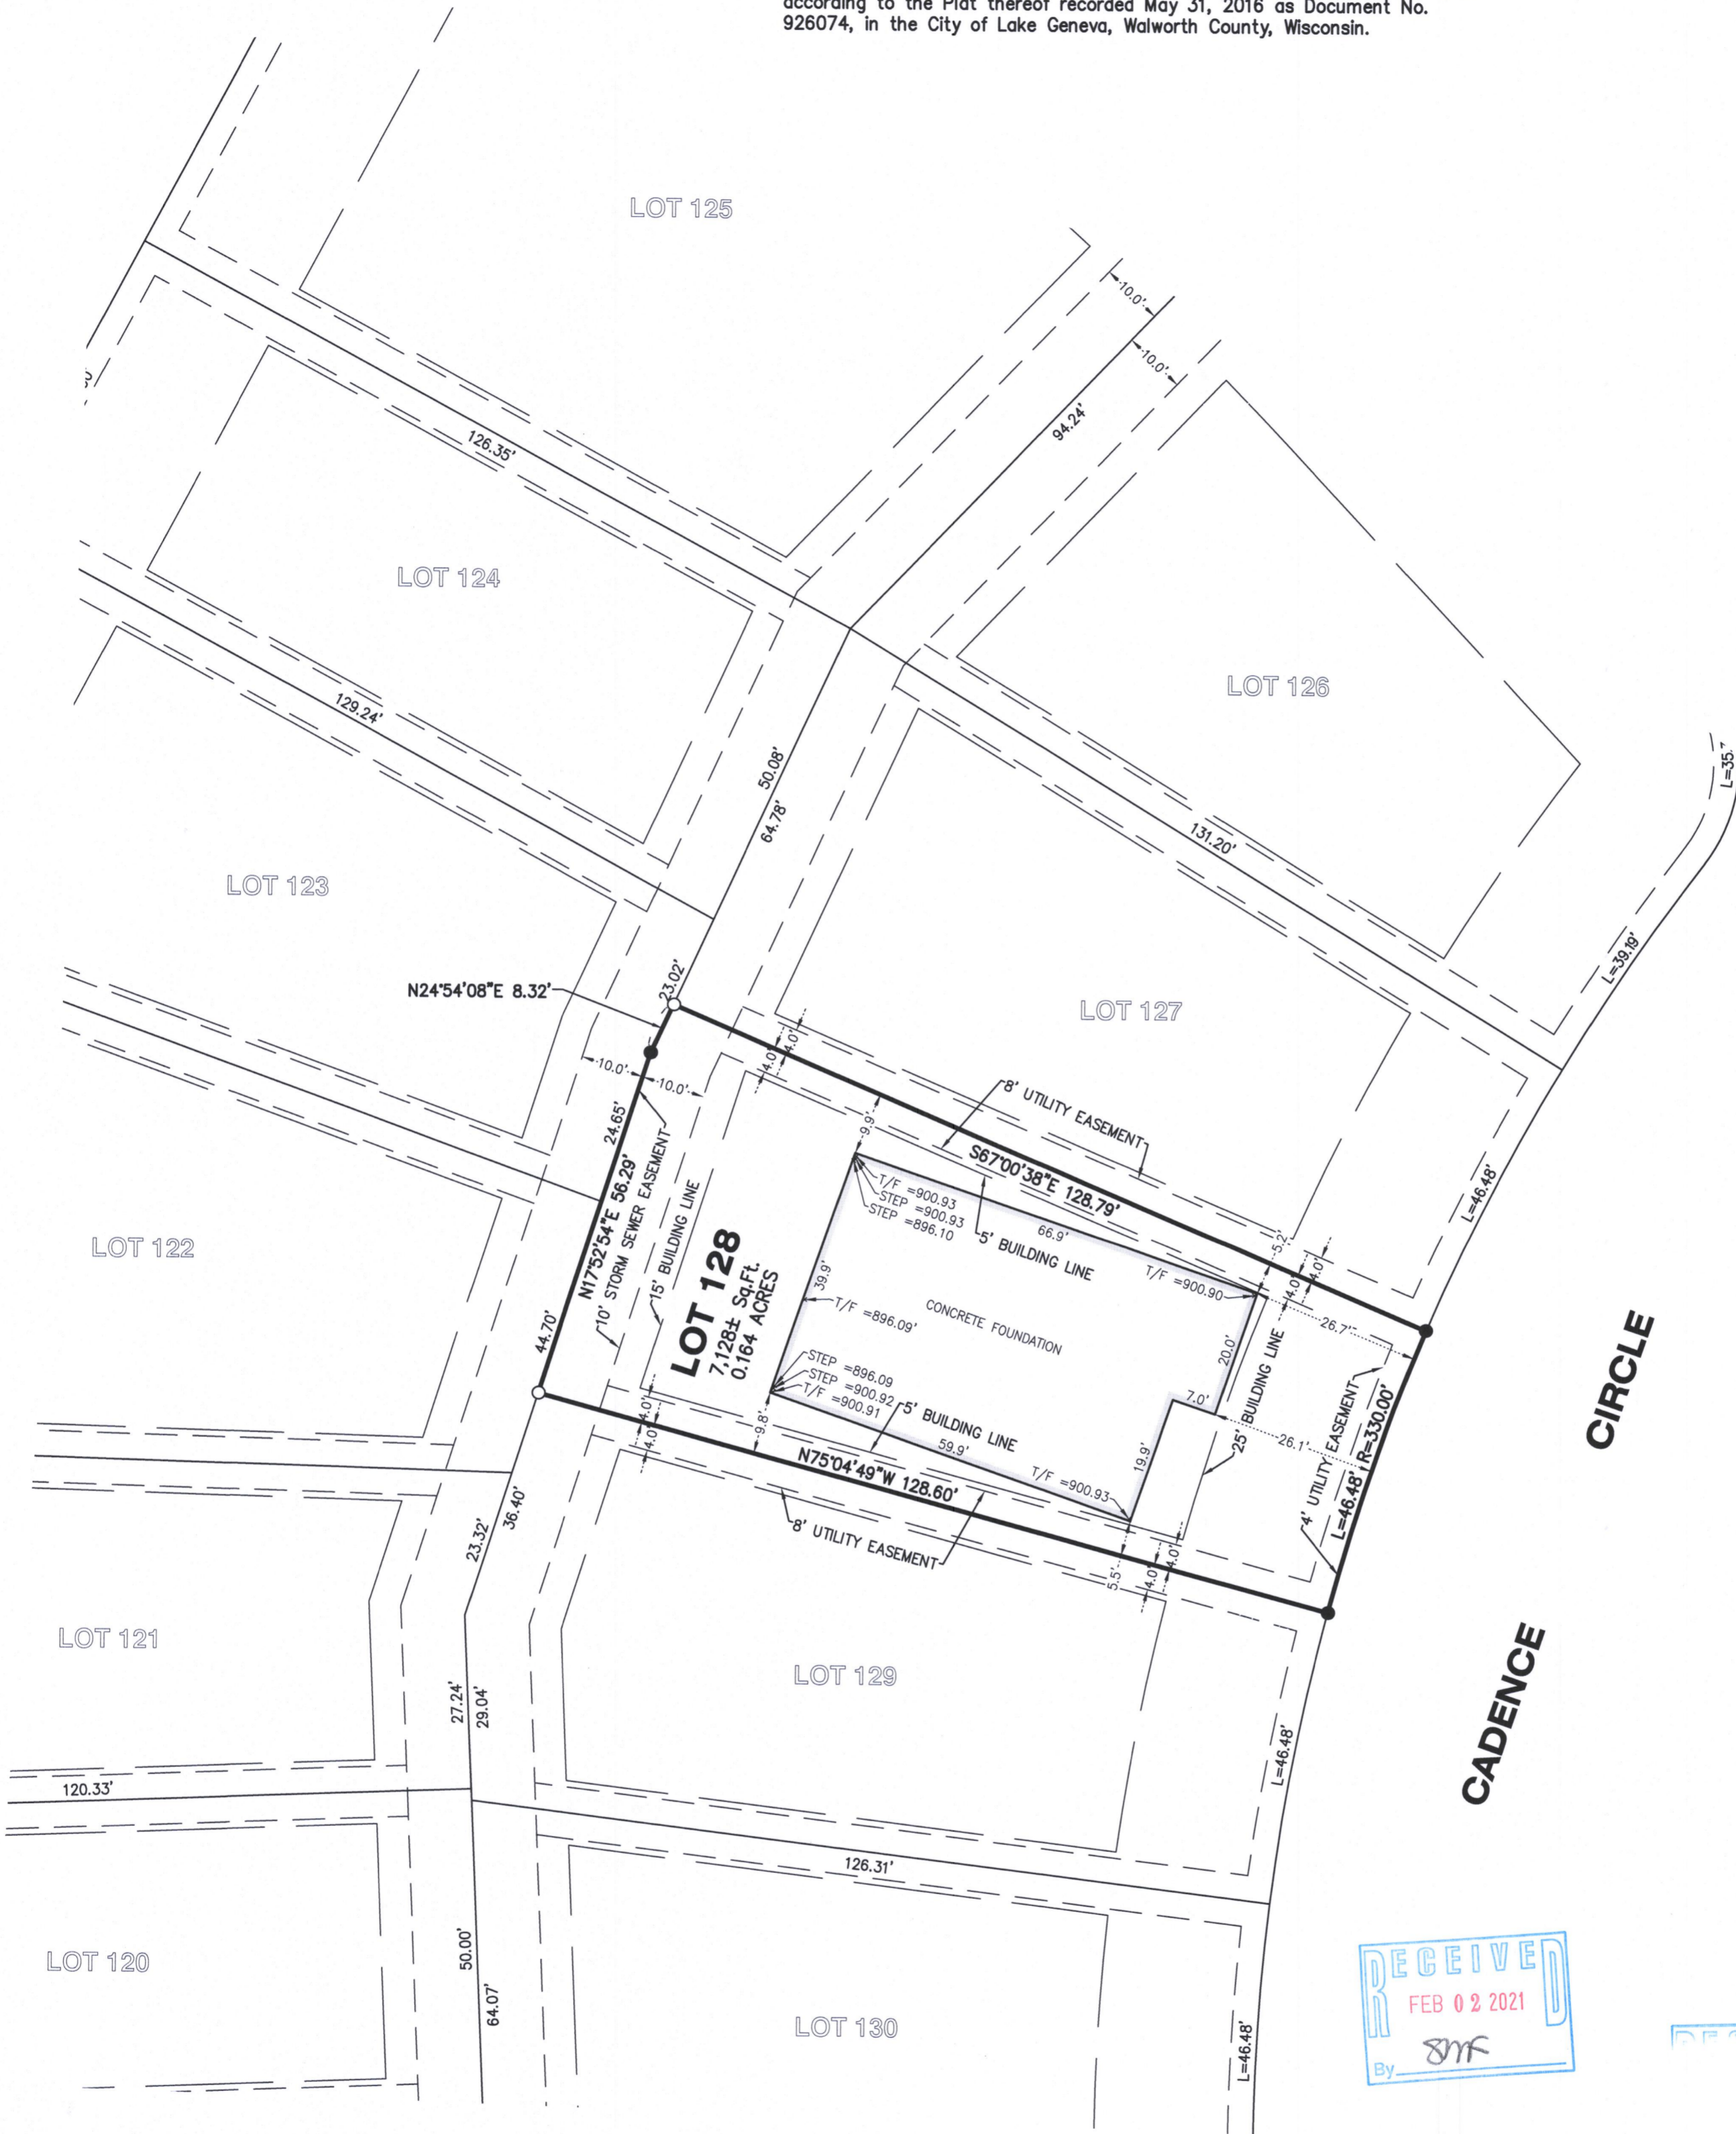 according to the Plat thereof recorded May 31, 2016 as Document No.
926074, in the City of Lake Geneva, Walworth County, Wisconsin.
LOT 125
10.0'
10.0'
94.24'
126.35'
LOT 124
LOT 126
129.24'
50.08'
64.78'
L=35.
131.20'
LOT 123
L=39.19'
23.02'
N24°54'08"E 8.32'
LOT 127
4.0'
4.0'
10.0'
10.0'
8' UTILITY EASEMENT
9.9'
24.65'
N17°52'54"E 56.29'
44.70'
10' STORM SEWER EASEMENT
15' BUILDING LINE
S67°00'38"E 128.79'
L=46.48'
T/F =900.93
STEP =900.93
STEP =896.10
66.9'
5' BUILDING LINE
5.2'
4.0'
4.0'
LOT 122
LOT 128
7,128± Sq.Ft.
0.164 ACRES
39.9'
T/F =900.90
T/F =896.09'
CONCRETE FOUNDATION
26.7'
20.0'
7.0'
25' BUILDING LINE
26.1'
4' UTILITY EASEMENT
L=46.48' R=330.00'
CIRCLE
STEP =896.09
STEP =900.92
T/F =900.91
4.0'
4.0'
9.8'
5' BUILDING LINE
59.9'
19.9'
T/F =900.93
N75°04'49"W 128.60'
8' UTILITY EASEMENT
5.5'
4.0'
4.0'
36.40'
23.32'
LOT 121
LOT 129
CADENCE
27.24'
29.04'
L=46.48'
120.33'
126.31'
LOT 120
50.00'
64.07'
LOT 130
L=46.48'
RECEIVED
FEB 02 2021
By SMF